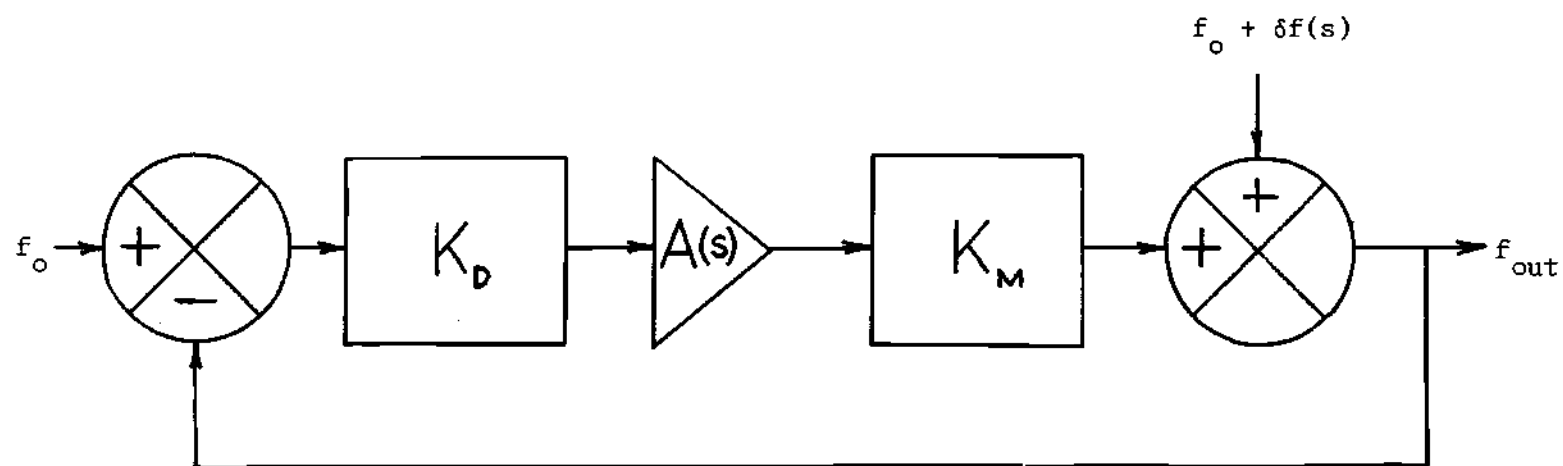 f_o + δf(s)
f_o
+
−
K_D
A(s)
K_M
+
+
f_out